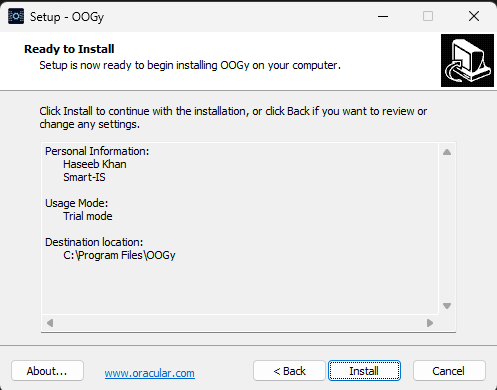 Setup - OOGy
Ready to Install
Setup is now ready to begin installing OOGy on your computer.
Click Install to continue with the installation, or click Back if you want to review or
change any settings.
Personal Information:
Haseeb Khan
Smart-IS
Usage Mode:
Trial mode
Destination location:
C:\Program Files\OOGy
About...
www.oracular.com
< Back
Install
Cancel